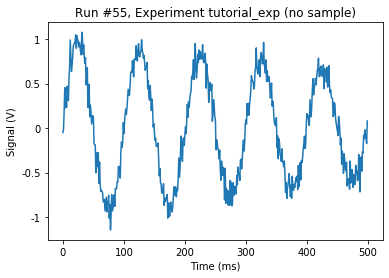 Run #55, Experiment tutorial_exp (no sample)
1
0.5
0
-0.5
-1
Signal (V)
0 100 200 300 400 500
Time (ms)